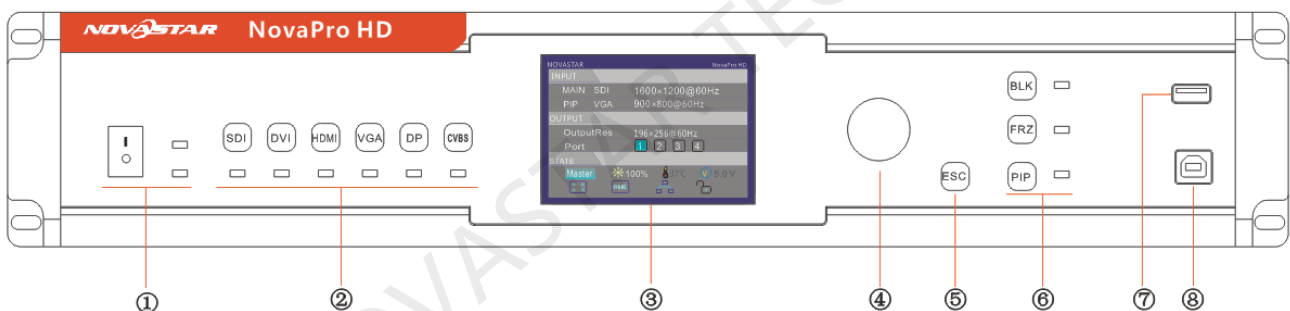 NOVASTAR NovaPro HD
NOVASTAR NovaPro HD
INPUT
MAIN SDI 1600×1200@60Hz
PIP VGA 900×800@60Hz
OUTPUT
OutputRes 196×256@60Hz
Port 1 2 3 4
STATE
Master 100% 37℃ V 5.0 V
I
SDI DVI HDMI VGA DP CVBS
ESC
BLK
FRZ
PIP
① ② ③ ④ ⑤ ⑥ ⑦ ⑧
NOVASTAR TEC